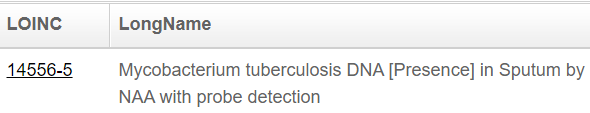 LOINC LongName
14556-5 Mycobacterium tuberculosis DNA [Presence] in Sputum by
NAA with probe detection